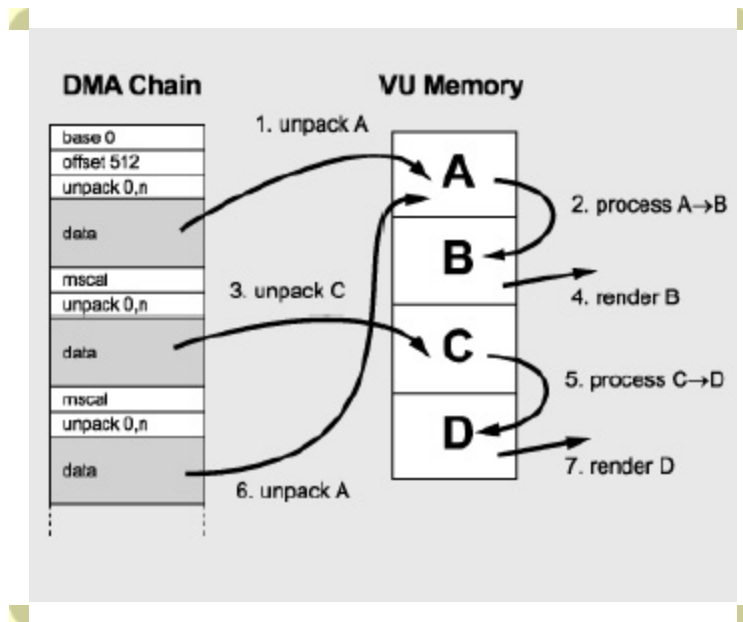 DMA Chain
VU Memory
base 0
offset 512
unpack 0,n
data
mscal
unpack 0,n
data
mscal
unpack 0,n
data
1. unpack A
3. unpack C
6. unpack A
A
B
C
D
2. process A→B
4. render B
5. process C→D
7. render D